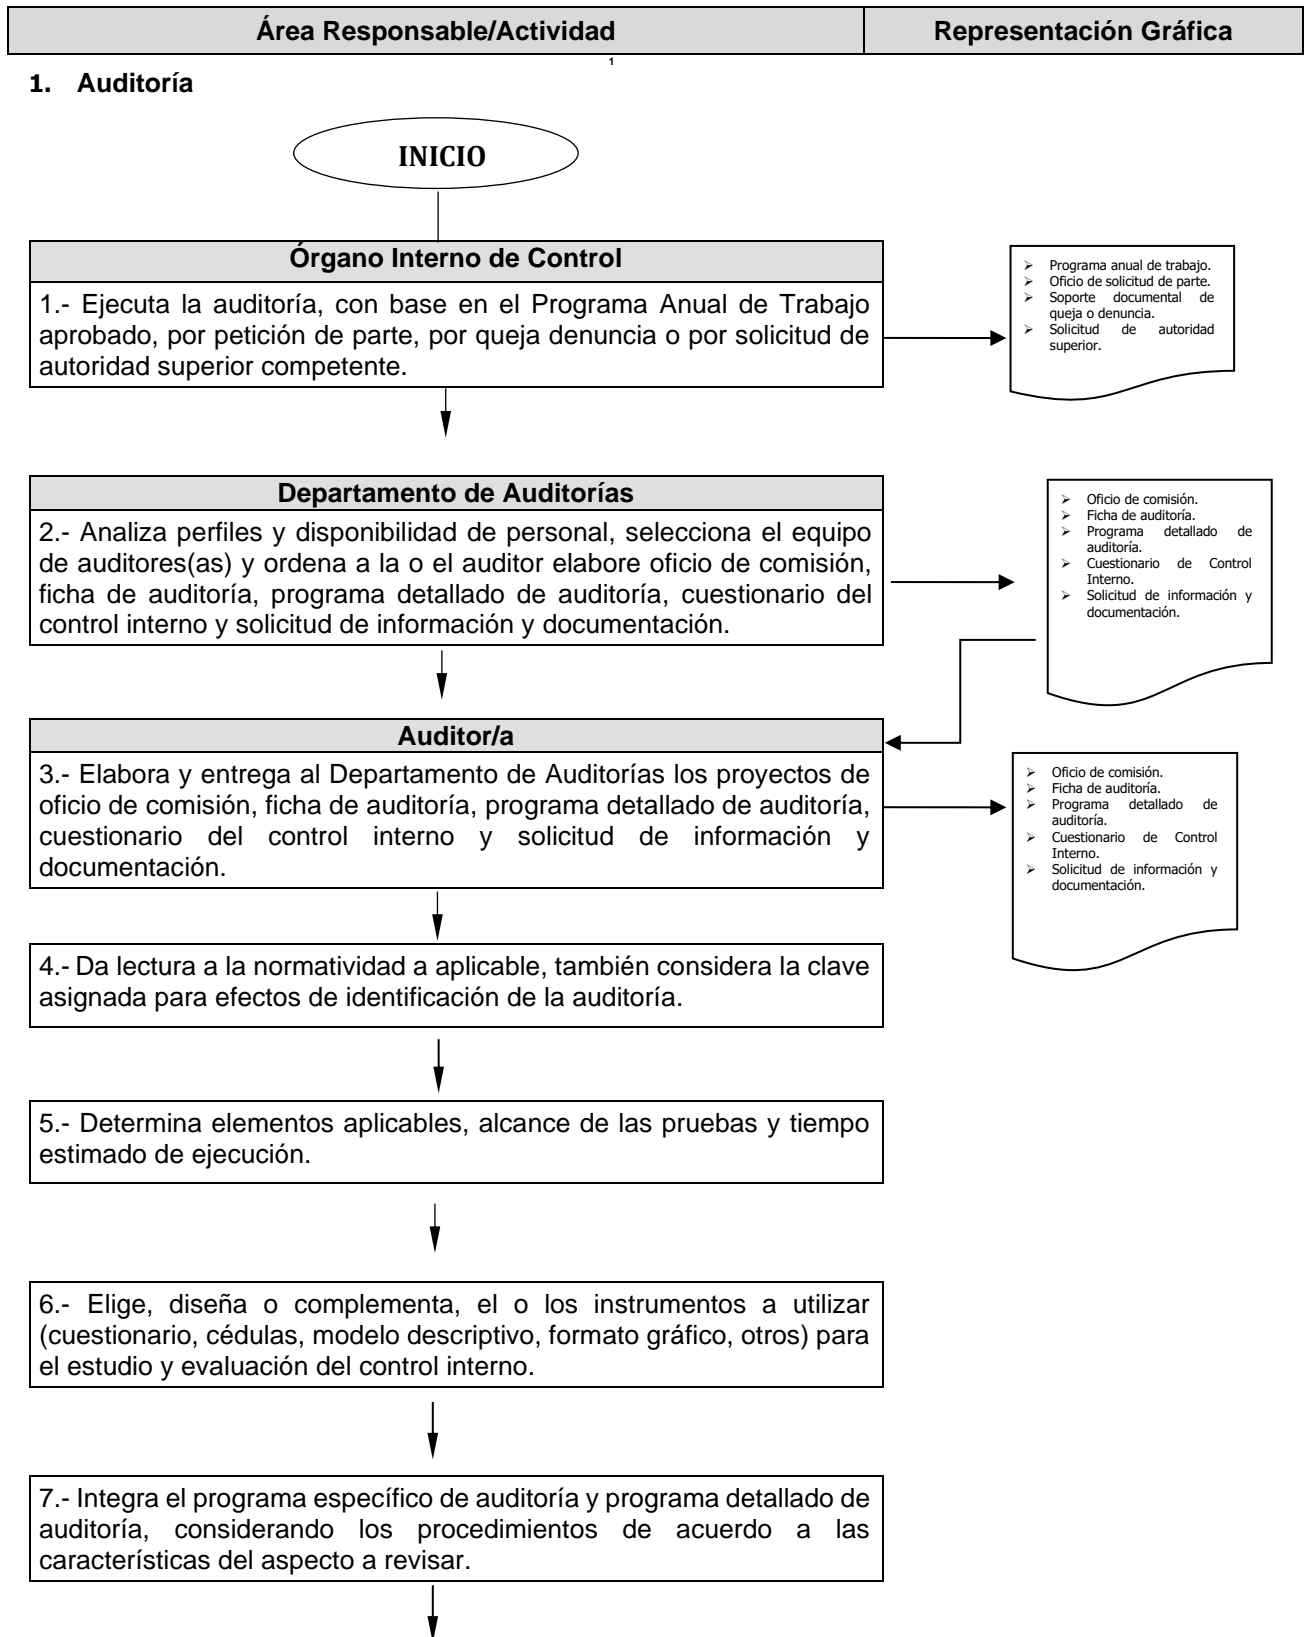 Área Responsable/Actividad
Representación Gráfica
1
1. Auditoría
INICIO
Órgano Interno de Control
1.- Ejecuta la auditoría, con base en el Programa Anual de Trabajo
aprobado, por petición de parte, por queja denuncia o por solicitud de
autoridad superior competente.
➢ Programa anual de trabajo.
➢ Oficio de solicitud de parte.
➢ Soporte documental de
queja o denuncia.
➢ Solicitud de autoridad
superior.
Departamento de Auditorías
2.- Analiza perfiles y disponibilidad de personal, selecciona el equipo
de auditores(as) y ordena a la o el auditor elabore oficio de comisión,
ficha de auditoría, programa detallado de auditoría, cuestionario del
control interno y solicitud de información y documentación.
➢ Oficio de comisión.
➢ Ficha de auditoría.
➢ Programa detallado de
auditoría.
➢ Cuestionario de Control
Interno.
➢ Solicitud de información y
documentación.
Auditor/a
3.- Elabora y entrega al Departamento de Auditorías los proyectos de
oficio de comisión, ficha de auditoría, programa detallado de auditoría,
cuestionario del control interno y solicitud de información y
documentación.
➢ Oficio de comisión.
➢ Ficha de auditoría.
➢ Programa detallado de
auditoría.
➢ Cuestionario de Control
Interno.
➢ Solicitud de información y
documentación.
4.- Da lectura a la normatividad a aplicable, también considera la clave
asignada para efectos de identificación de la auditoría.
5.- Determina elementos aplicables, alcance de las pruebas y tiempo
estimado de ejecución.
6.- Elige, diseña o complementa, el o los instrumentos a utilizar
(cuestionario, cédulas, modelo descriptivo, formato gráfico, otros) para
el estudio y evaluación del control interno.
7.- Integra el programa específico de auditoría y programa detallado de
auditoría, considerando los procedimientos de acuerdo a las
características del aspecto a revisar.